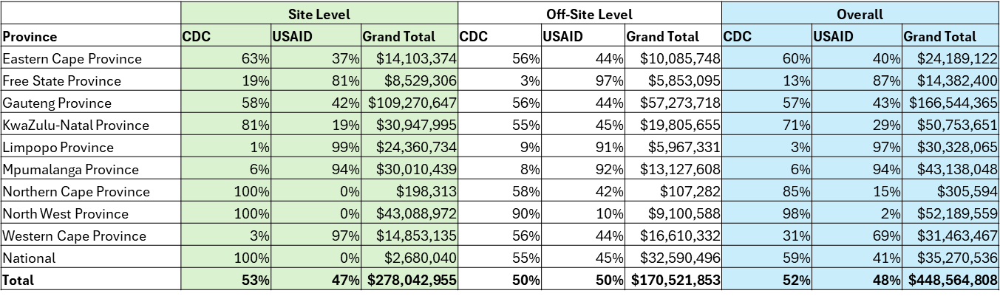 Site Level Off-Site Level Overall
Province CDC USAID Grand Total CDC USAID Grand Total CDC USAID Grand Total
Eastern Cape Province 63% 37% $14,103,374 56% 44% $10,085,748 60% 40% $24,189,122
Free State Province 19% 81% $8,529,306 3% 97% $5,853,095 13% 87% $14,382,400
Gauteng Province 58% 42% $109,270,647 56% 44% $57,273,718 57% 43% $166,544,365
KwaZulu-Natal Province 81% 19% $30,947,995 55% 45% $19,805,655 71% 29% $50,753,651
Limpopo Province 1% 99% $24,360,734 9% 91% $5,967,331 3% 97% $30,328,065
Mpumalanga Province 6% 94% $30,010,439 8% 92% $13,127,608 6% 94% $43,138,048
Northern Cape Province 100% 0% $198,313 58% 42% $107,282 85% 15% $305,594
North West Province 100% 0% $43,088,972 90% 10% $9,100,588 98% 2% $52,189,559
Western Cape Province 3% 97% $14,853,135 56% 44% $16,610,332 31% 69% $31,463,467
National 100% 0% $2,680,040 55% 45% $32,590,496 59% 41% $35,270,536
Total 53% 47% $278,042,955 50% 50% $170,521,853 52% 48% $448,564,808